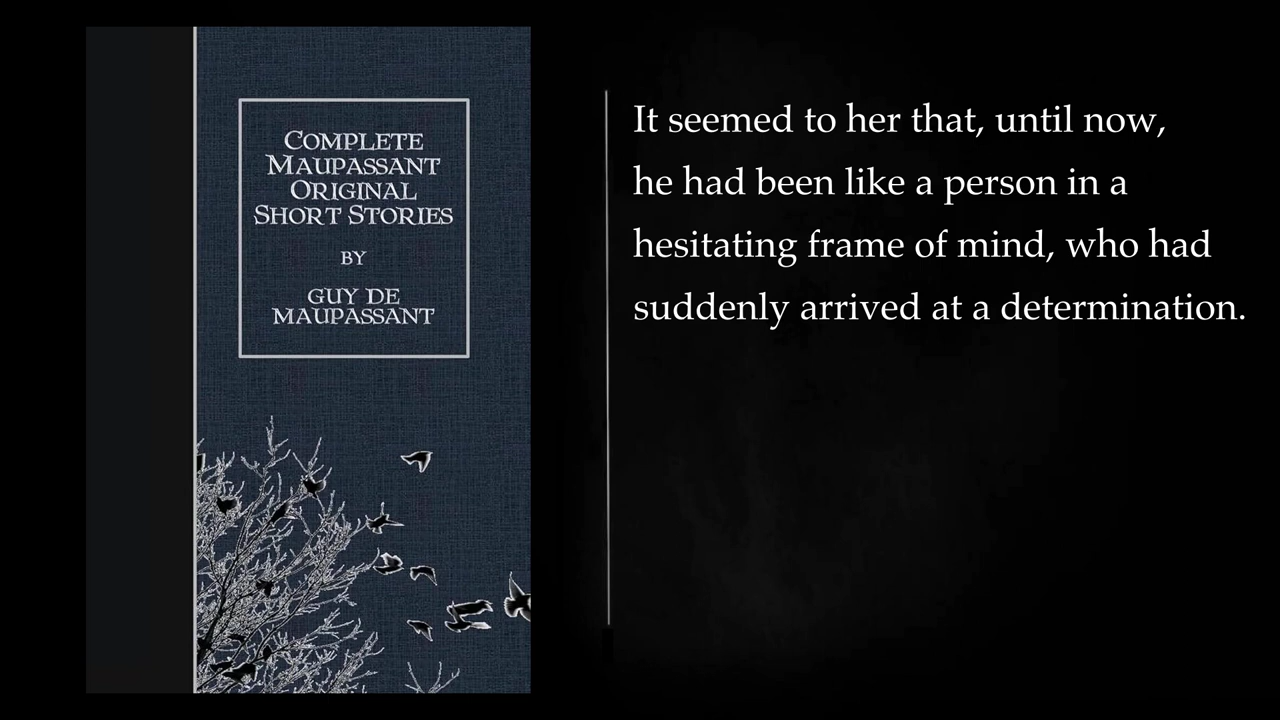 COMPLETE
MAUPASSANT
ORIGINAL
SHORT STORIES
BY
GUY DE
MAUPASSANT
It seemed to her that, until now,
he had been like a person in a
hesitating frame of mind, who had
suddenly arrived at a determination.